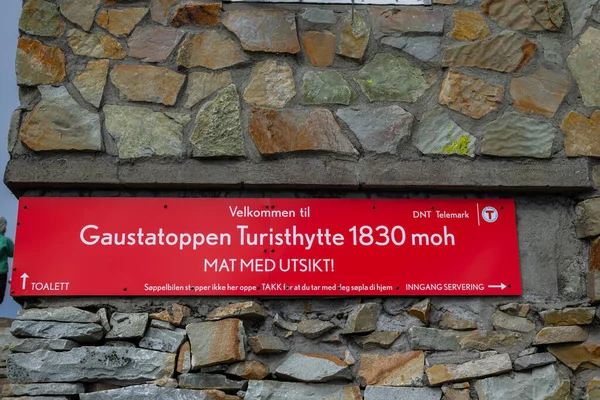 Velkommen til
DNT Telemark T
Gaustatoppen Turisthytte 1830 moh
MAT MED UTSIKT!
↑ TOALETT
Søppelbilen stopper ikke her oppe. TAKK for at du tar med deg søpla di hjem
INNGANG SERVERING →